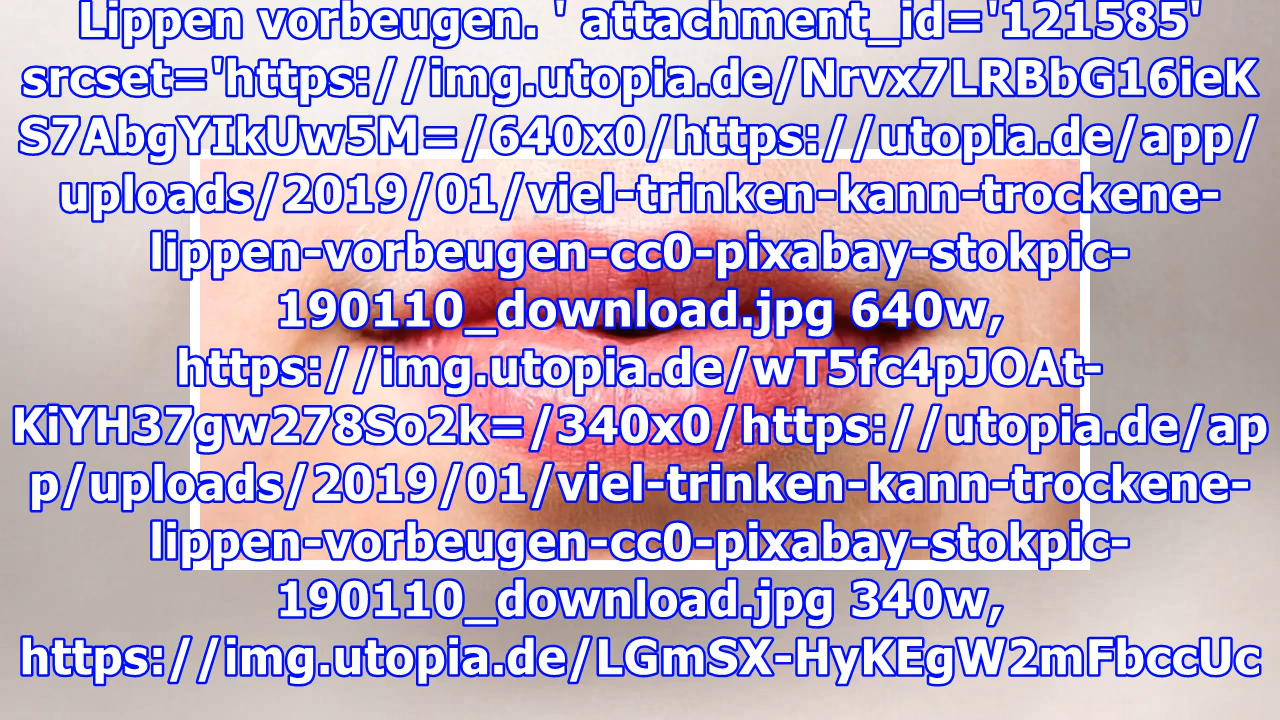 Lippen vorbeugen. ' attachment_id='121585'
srcset='https://img.utopia.de/Nrvx7LRBbG16ieK
S7AbgYIkUw5M=/640x0/https://utopia.de/app/
uploads/2019/01/viel-trinken-kann-trockene-
lippen-vorbeugen-cc0-pixabay-stokpic-
190110_download.jpg 640w,
https://img.utopia.de/wT5fc4pJOAt-
KiYH37gw278So2k=/340x0/https://utopia.de/ap
p/uploads/2019/01/viel-trinken-kann-trockene-
lippen-vorbeugen-cc0-pixabay-stokpic-
190110_download.jpg 340w,
https://img.utopia.de/LGmSX-HyKEgW2mFbccUc